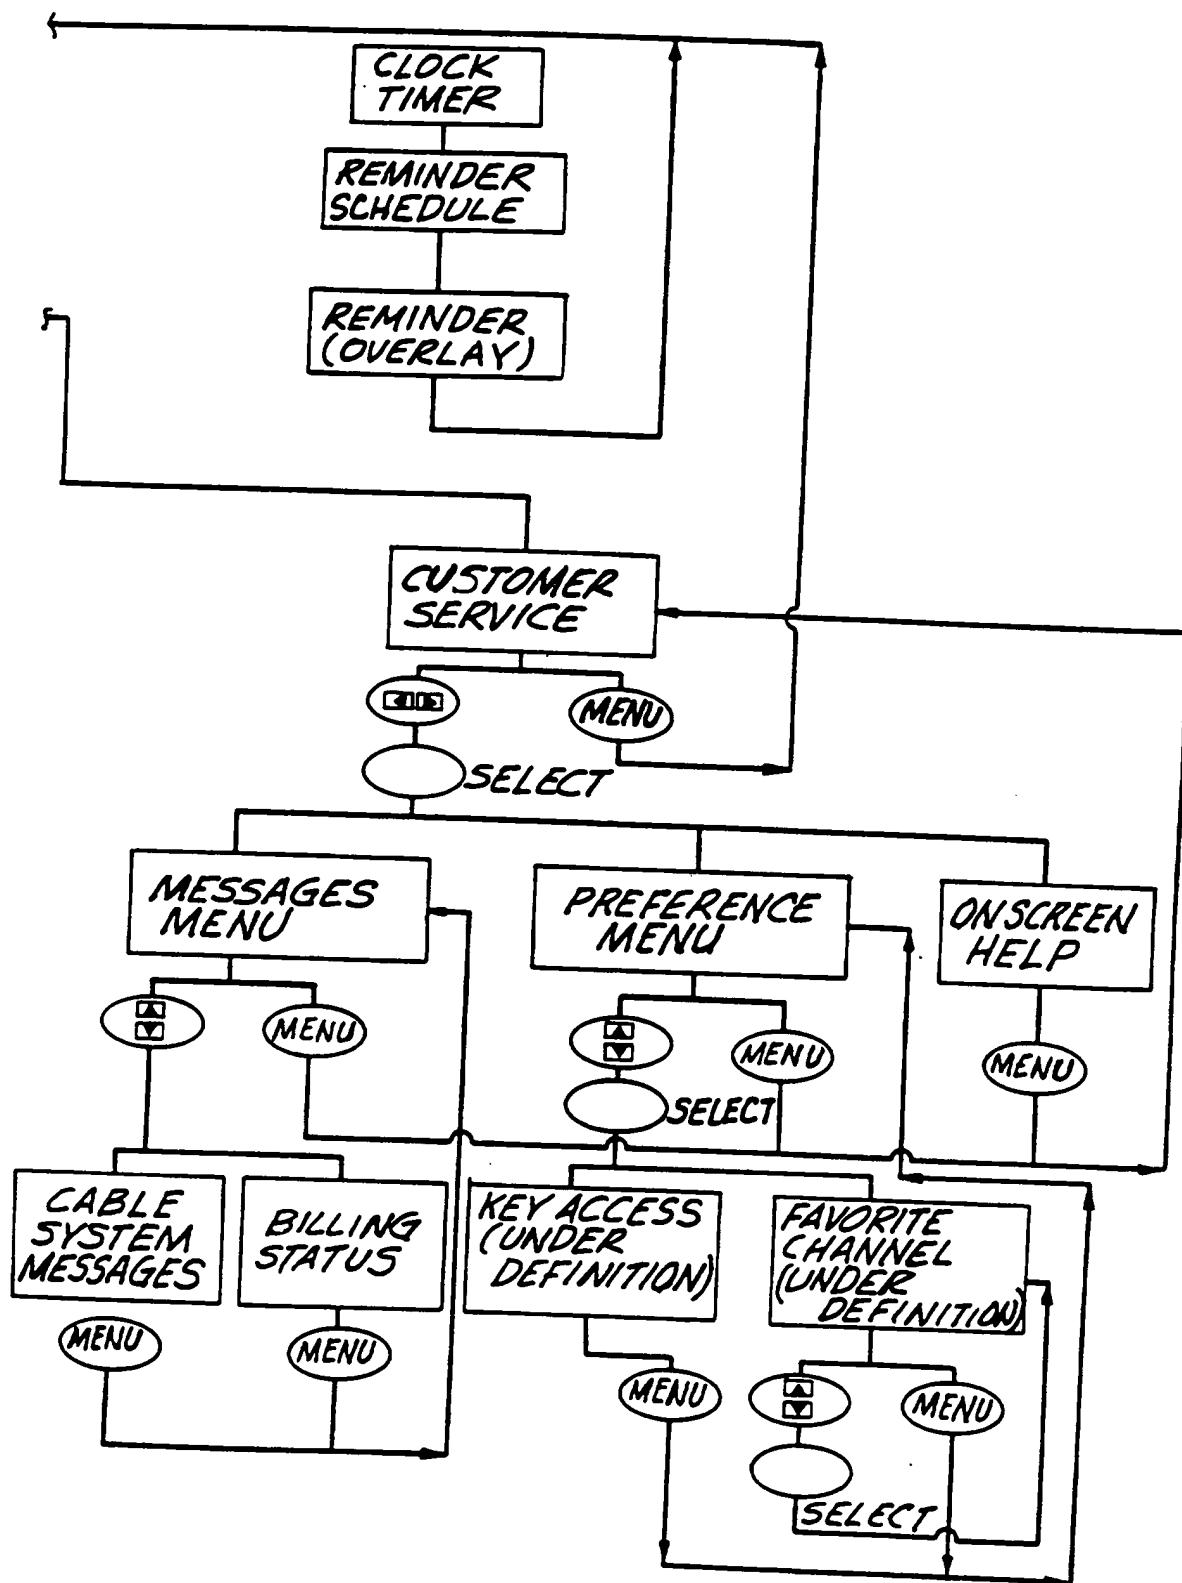 CLOCK
TIMER
REMINDER
SCHEDULE
REMINDER
(OVERLAY)
CUSTOMER
SERVICE
MENU
SELECT
MESSAGES
MENU
PREFERENCE
MENU
ON SCREEN
HELP
MENU
MENU
MENU
SELECT
CABLE
SYSTEM
MESSAGES
BILLING
STATUS
KEY ACCESS
(UNDER
DEFINITION)
FAVORITE
CHANNEL
(UNDER
DEFINITION)
MENU
MENU
MENU
MENU
SELECT